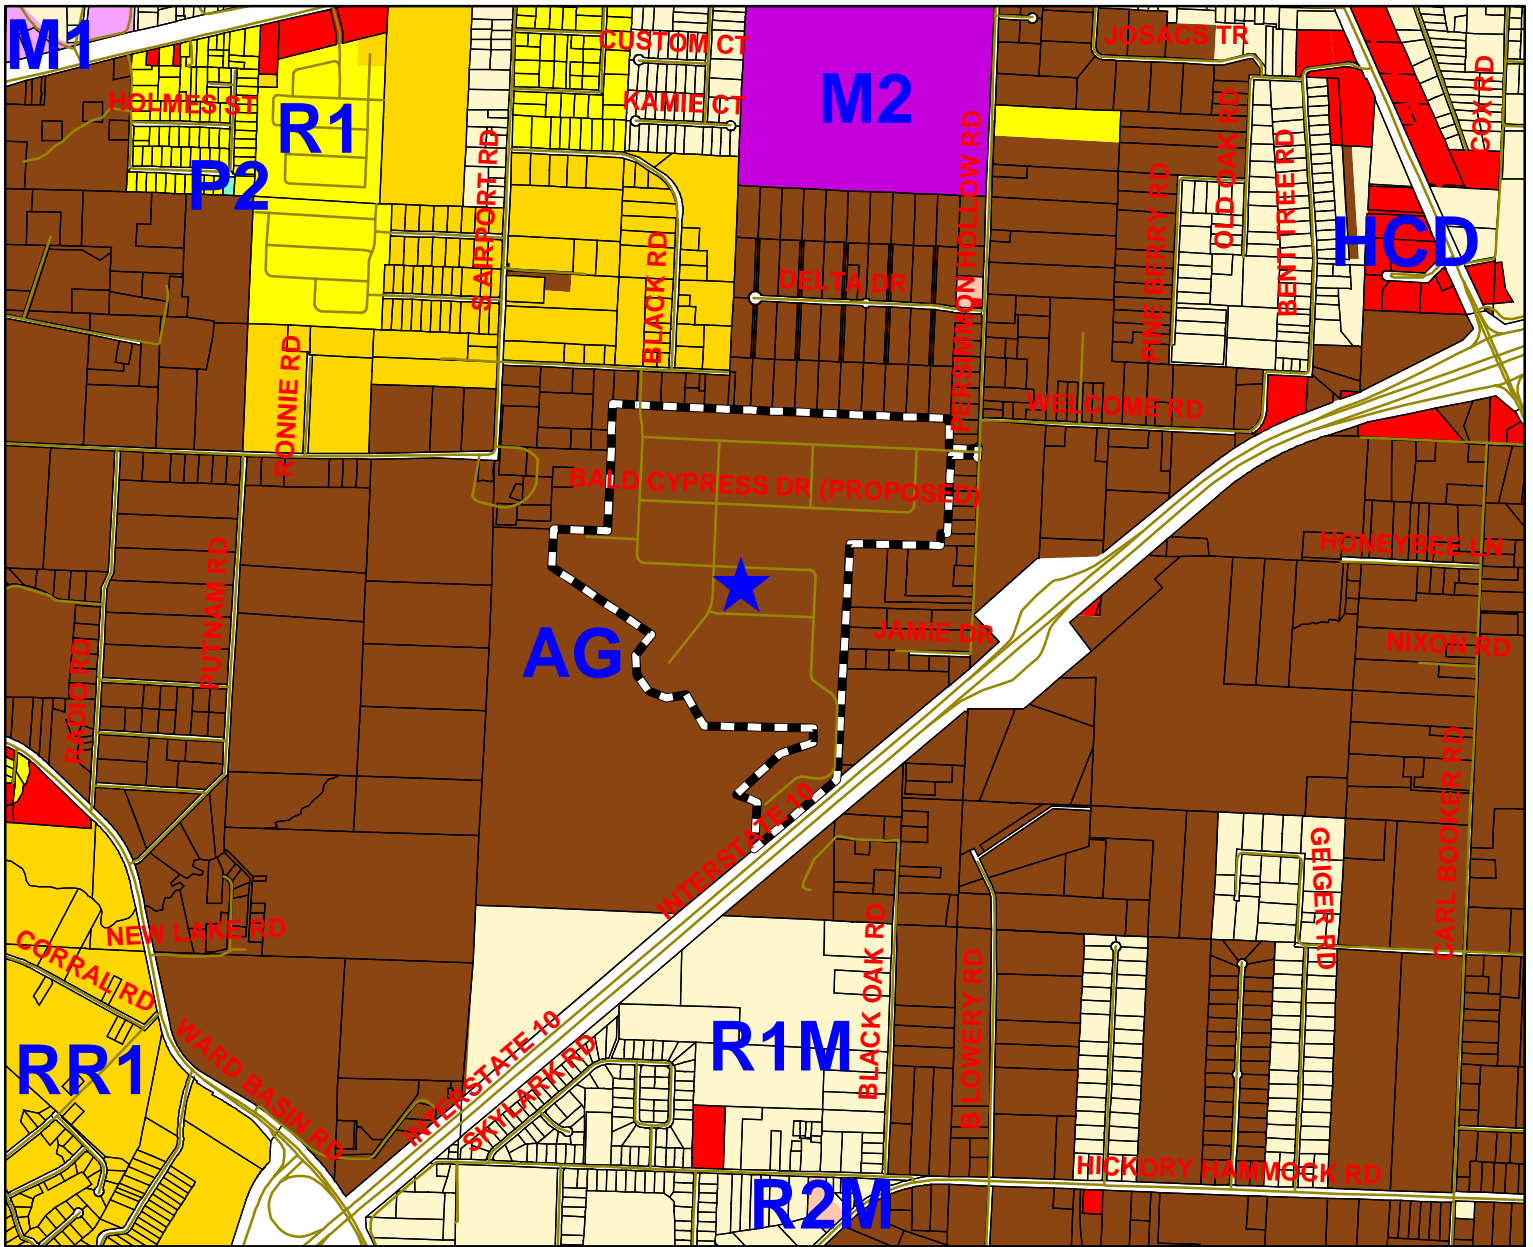 M1
CUSTOM CT
JOSACS TR
HOLMES ST
R1
KAMIE CT
M2
COX RD
P2
S AIRPORT RD
BLACK RD
PERSIMMON HOLLOW RD
PINE BERRY RD
OLD OAK RD
BENT TREE RD
HCD
DELTA DR
RONNIE RD
WELCOME RD
BALD CYPRESS DR (PROPOSED)
HONEYBEE LN
PUTNAM RD
RADIO RD
AG
JAMIE DR
NIXON RD
INTERSTATE 10
GEIGER RD
CARL BOOKER RD
NEW LAKE RD
CORRAL RD
BLACK OAK RD
B LOWERY RD
RR1
WARD BASIN RD
INTERSTATE 10
SKYLARK RD
R1M
HICKORY HAMMOCK RD
R2M